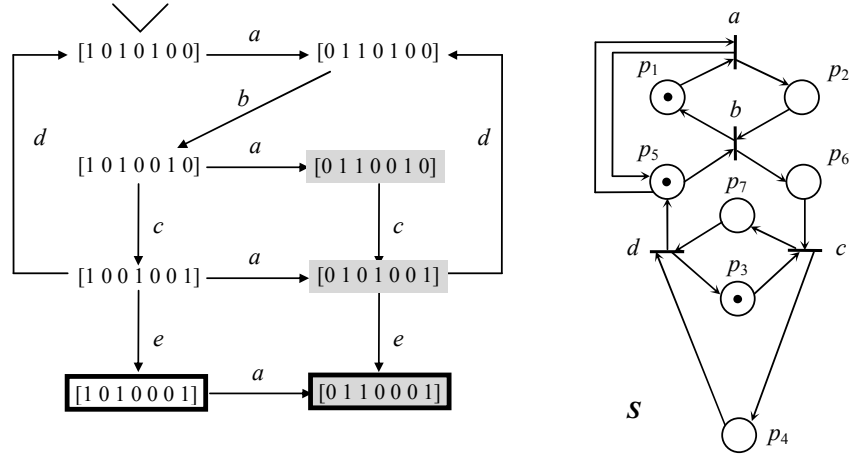 a
[1 0 1 0 1 0 0]
[0 1 1 0 1 0 0]
b
d
d
a
[1 0 1 0 0 1 0]
[0 1 1 0 0 1 0]
c
c
a
[1 0 0 1 0 0 1]
[0 1 0 1 0 0 1]
e
e
a
[1 0 1 0 0 0 1]
[0 1 1 0 0 0 1]
a
p1
p2
b
p5
p6
p7
d
c
p3
S
p4